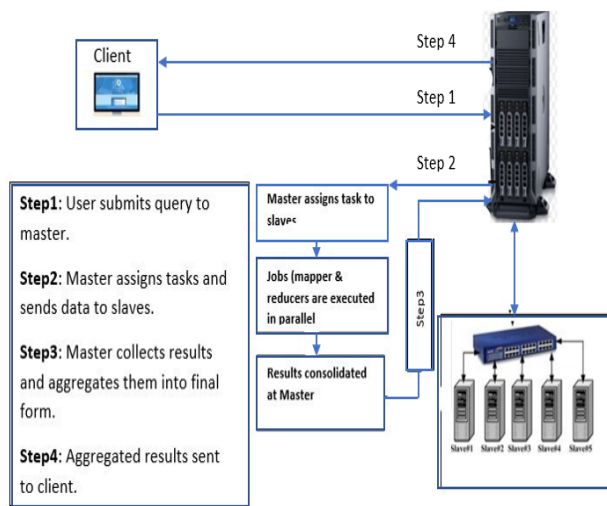 Step 4
Client
Step 1
Step 2
Step1: User submits query to
master.
Step2: Master assigns tasks and
sends data to slaves.
Step3: Master collects results
and aggregates them into final
form.
Step4: Aggregated results sent
to client.
Master assigns task to
slaves
Jobs (mapper &
reducers are executed
in parallel
Results consolidated
at Master
Step3
Slave#1 Slave#2 Slave#3 Slave#4 Slave#5